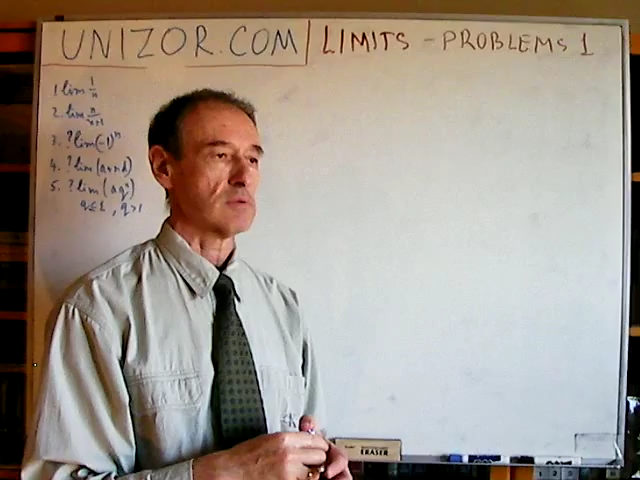 UNIZOR.COM LIMITS - PROBLEMS 1
1. lim 1/n
2. lim n/n+1
3. ? lim (-1)ⁿ
4. ? lim (a+nd)
5. ? lim (aqⁿ)
q≤1, q>1
ERASER